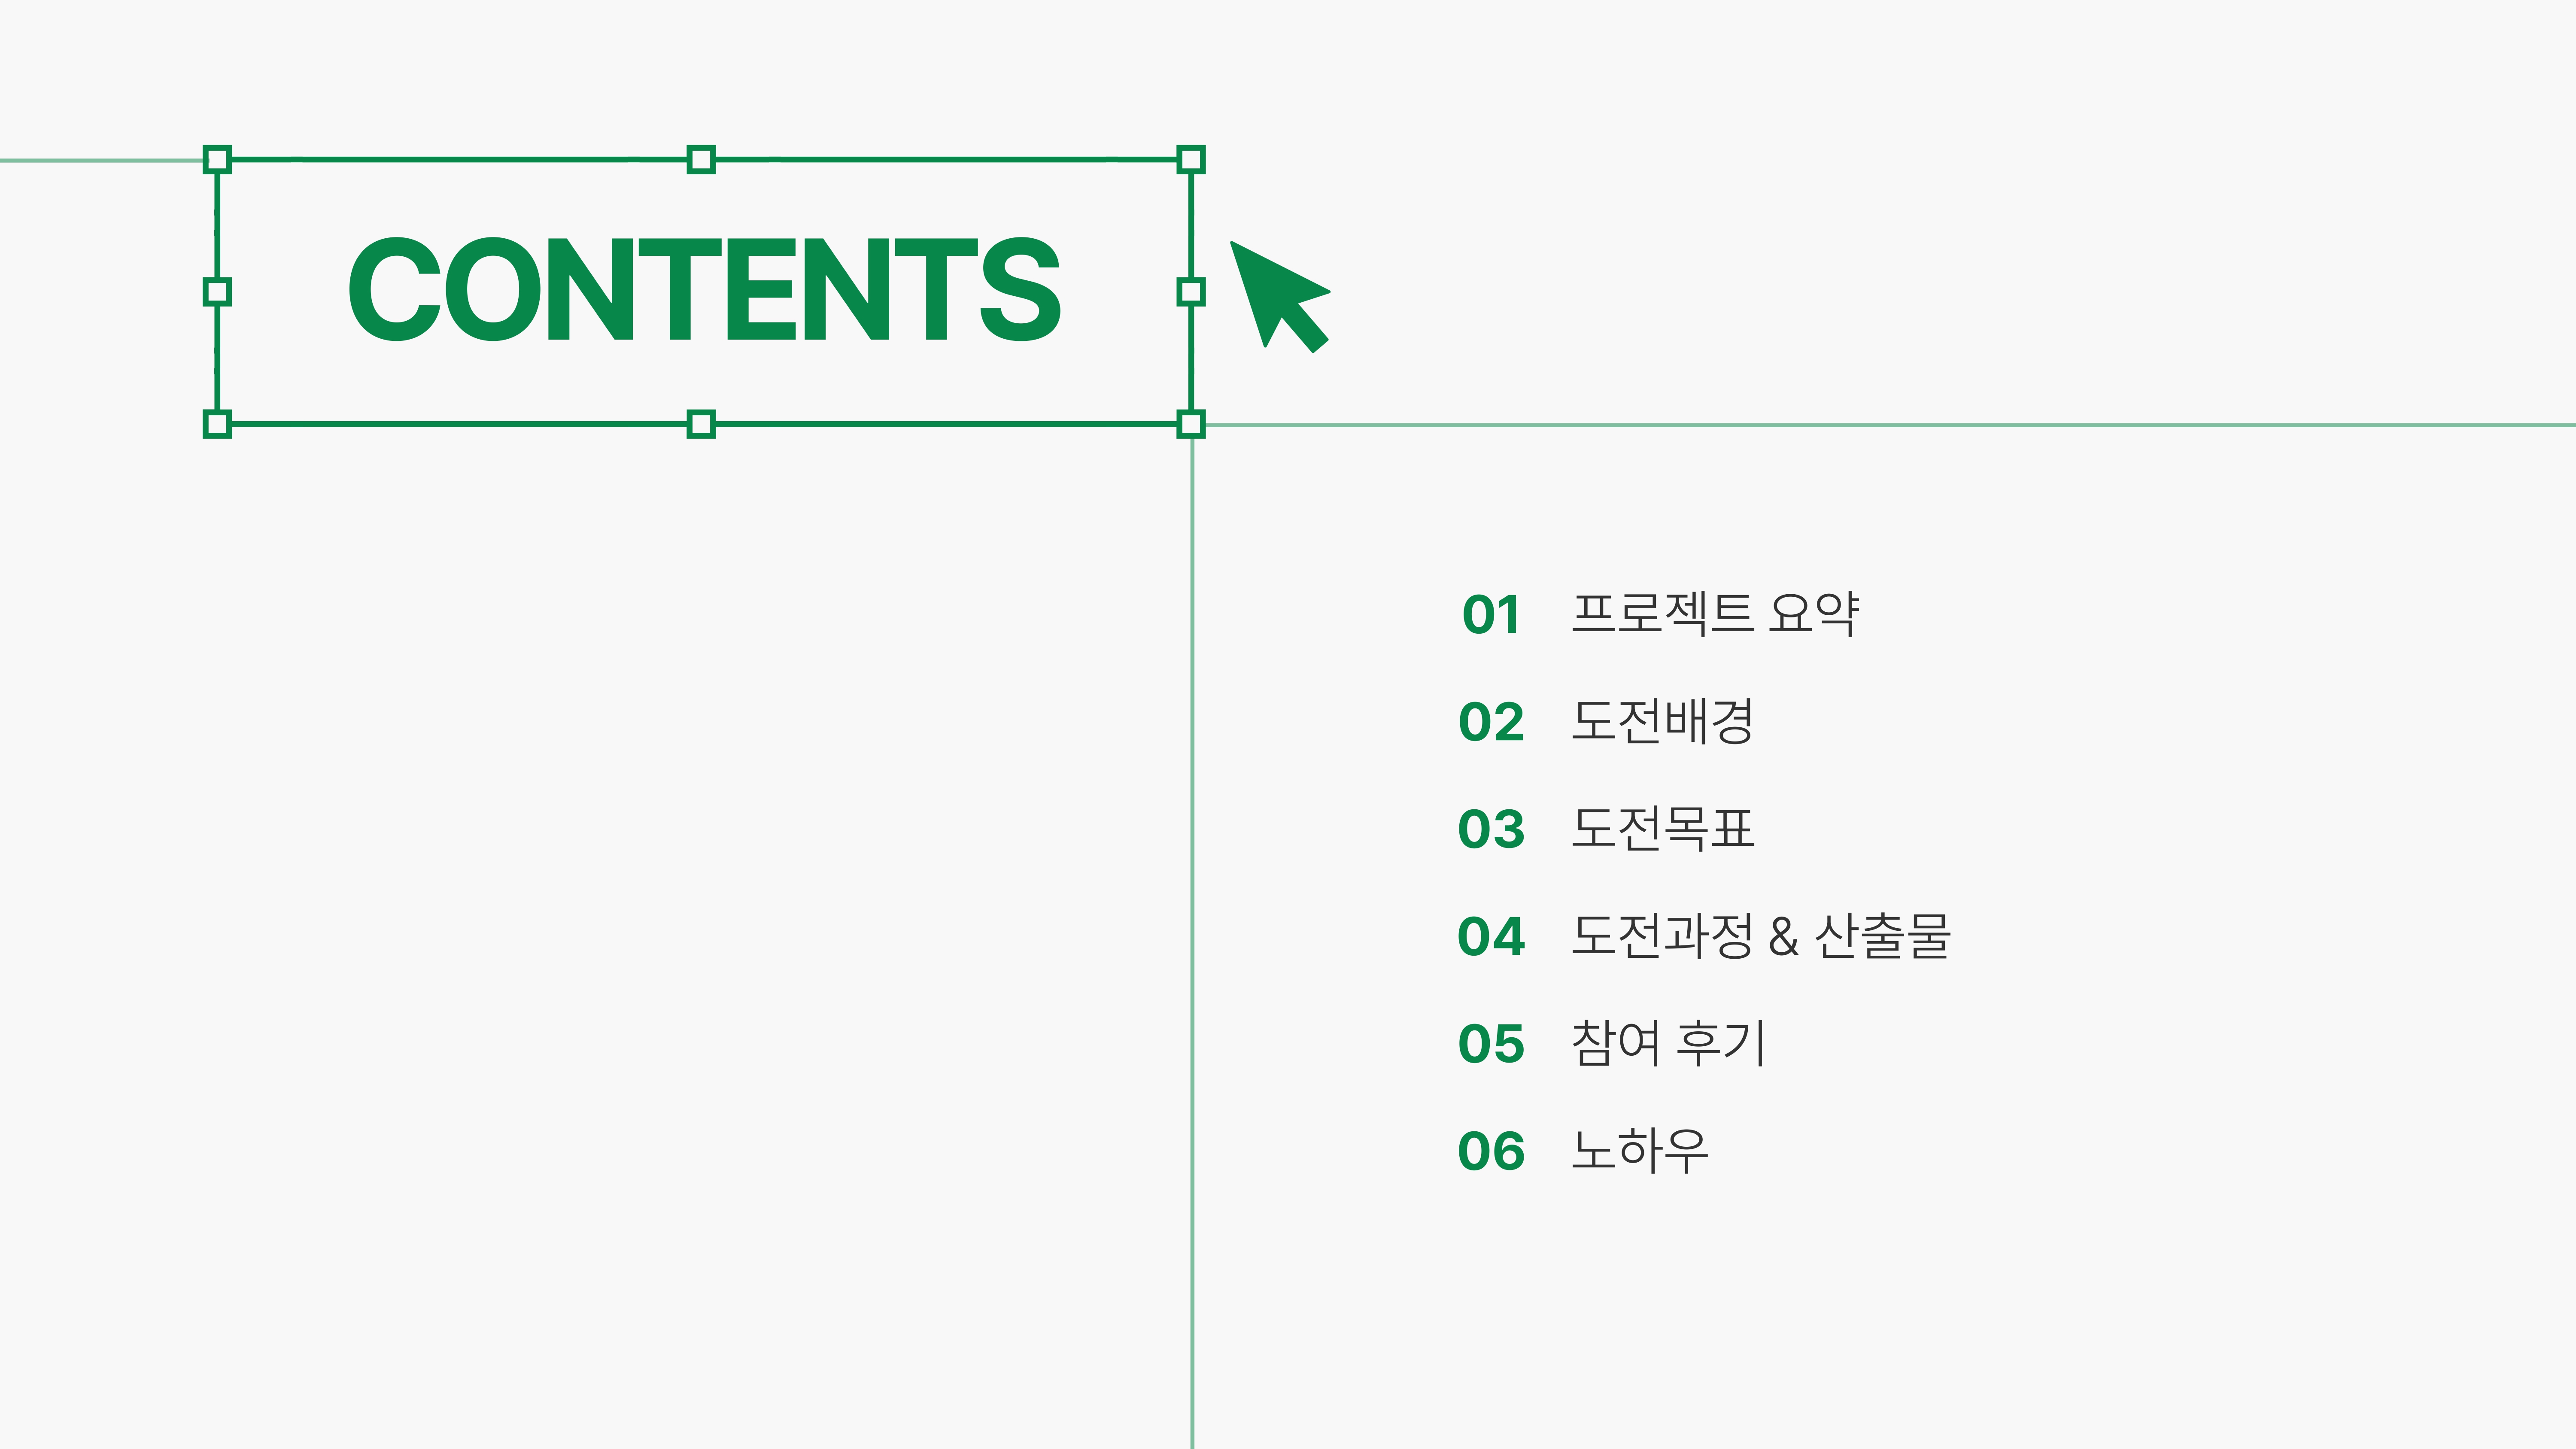 CONTENTS
01 프로젝트 요약
02 도전배경
03 도전목표
04 도전과정 & 산출물
05 참여 후기
06 노하우